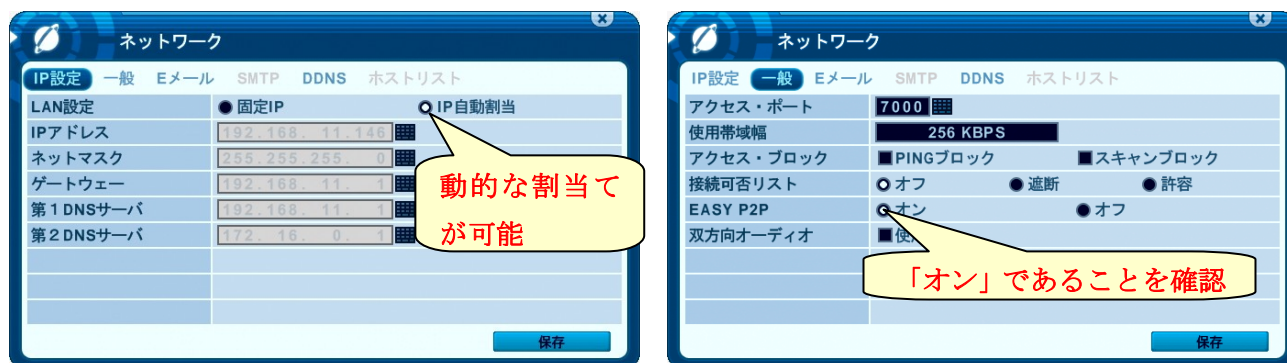 ネットワーク
IP設定 一般 Eメール SMTP DDNS ホストリスト
LAN設定 固定IP IP自動割当
IPアドレス 192.168. 11.146
ネットマスク 255.255.255. 0
ゲートウェー 192.168. 11. 1
第1DNSサーバ 192.168. 11. 1
第2DNSサーバ 172. 16. 0. 1
動的な割当て
が可能
保存
ネットワーク
IP設定 一般 Eメール SMTP DDNS ホストリスト
アクセス・ポート 7000
使用帯域幅 256 KBPS
アクセス・ブロック PINGブロック スキャンブロック
接続可否リスト オフ 遮断 許容
EASY P2P オン オフ
双方向オーディオ
「オン」であることを確認
保存